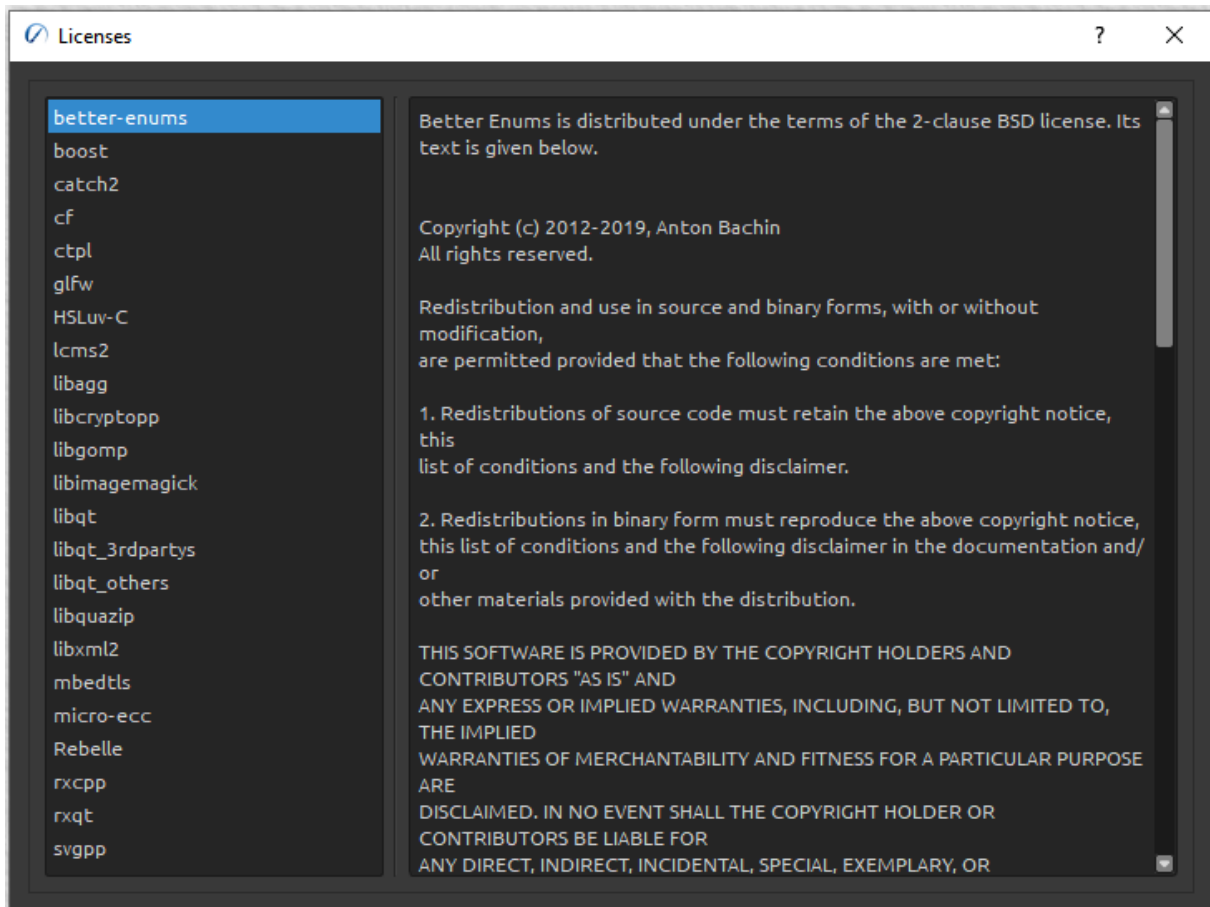 Licenses
?
better-enums
boost
catch2
cf
ctpl
glfw
HSLuv-C
lcms2
libagg
libcryptopp
libgomp
libimagemagick
libqt
libqt_3rdpartys
libqt_others
libquazip
libxml2
mbedtls
micro-ecc
Rebelle
rxcpp
rxqt
svgpp
Better Enums is distributed under the terms of the 2-clause BSD license. Its
text is given below.
Copyright (c) 2012-2019, Anton Bachin
All rights reserved.
Redistribution and use in source and binary forms, with or without
modification,
are permitted provided that the following conditions are met:
1. Redistributions of source code must retain the above copyright notice,
this
list of conditions and the following disclaimer.
2. Redistributions in binary form must reproduce the above copyright notice,
this list of conditions and the following disclaimer in the documentation and/
or
other materials provided with the distribution.
THIS SOFTWARE IS PROVIDED BY THE COPYRIGHT HOLDERS AND
CONTRIBUTORS "AS IS" AND
ANY EXPRESS OR IMPLIED WARRANTIES, INCLUDING, BUT NOT LIMITED TO,
THE IMPLIED
WARRANTIES OF MERCHANTABILITY AND FITNESS FOR A PARTICULAR PURPOSE
ARE
DISCLAIMED. IN NO EVENT SHALL THE COPYRIGHT HOLDER OR
CONTRIBUTORS BE LIABLE FOR
ANY DIRECT, INDIRECT, INCIDENTAL, SPECIAL, EXEMPLARY, OR